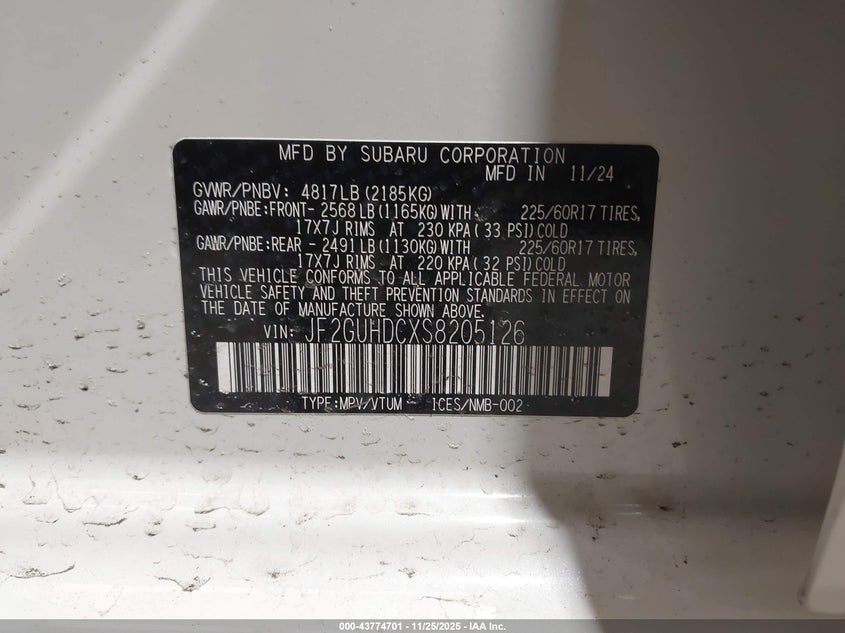 MFD BY SUBARU CORPORATION
MFD IN 11/24
GVWR/PNBV: 4817LB (2185KG)
GAWR/PNBE:FRONT- 2568 LB (1165KG) WITH 225/60R17 TIRES,
17X7J RIMS AT 230 KPA ( 33 PSI) COLD
GAWR/PNBE:REAR - 2491 LB (1130KG) WITH 225/60R17 TIRES,
17X7J RIMS AT 220 KPA ( 32 PSI) COLD
THIS VEHICLE CONFORMS TO ALL APPLICABLE FEDERAL MOTOR
VEHICLE SAFETY AND THEFT PREVENTION STANDARDS IN EFFECT ON
THE DATE OF MANUFACTURE SHOWN ABOVE.
VIN: JF2GUHDCXS8205126
TYPE:MPV/VTUM ICES/NMB-002
000-43774701 - 11/25/2025 - IAA Inc.